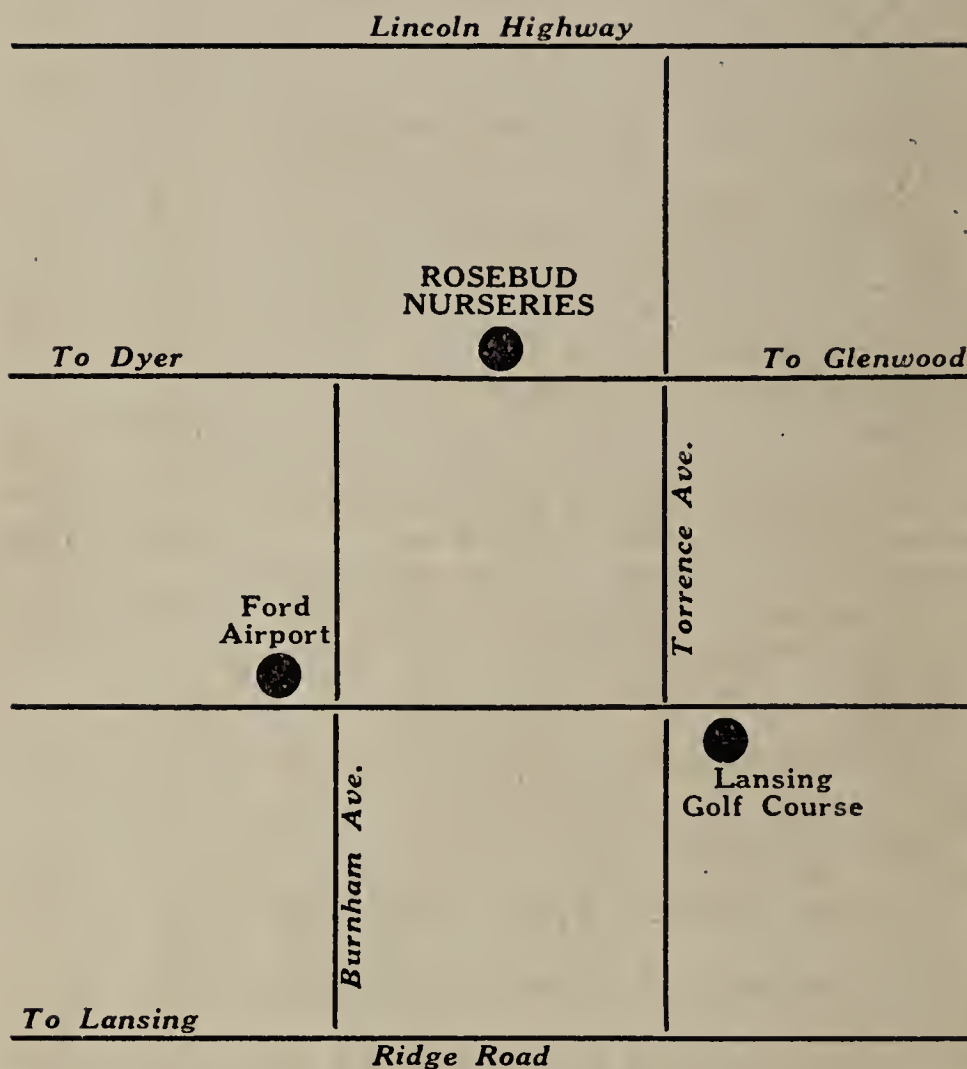 Lincoln Highway
ROSEBUD
NURSERIES
To Dyer
To Glenwood
Torrence Ave.
Ford
Airport
Lansing
Golf Course
Burnham Ave.
To Lansing
Ridge Road